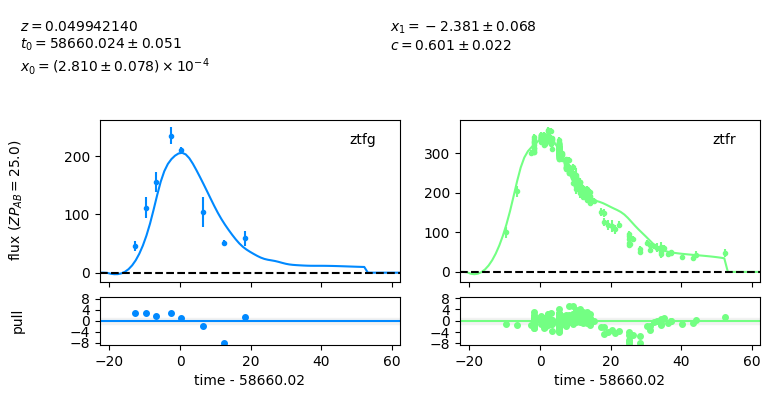 z = 0.049942140
t₀ = 58660.024 ± 0.051
x₀ = (2.810 ± 0.078) × 10⁻⁴
x₁ = −2.381 ± 0.068
c = 0.601 ± 0.022
flux (ZP_AB = 25.0)
200
100
0
ztfg
300
200
100
0
ztfr
pull
8
4
0
−4
−8
−20
0
20
40
60
time - 58660.02
8
4
0
−4
−8
−20
0
20
40
60
time - 58660.02